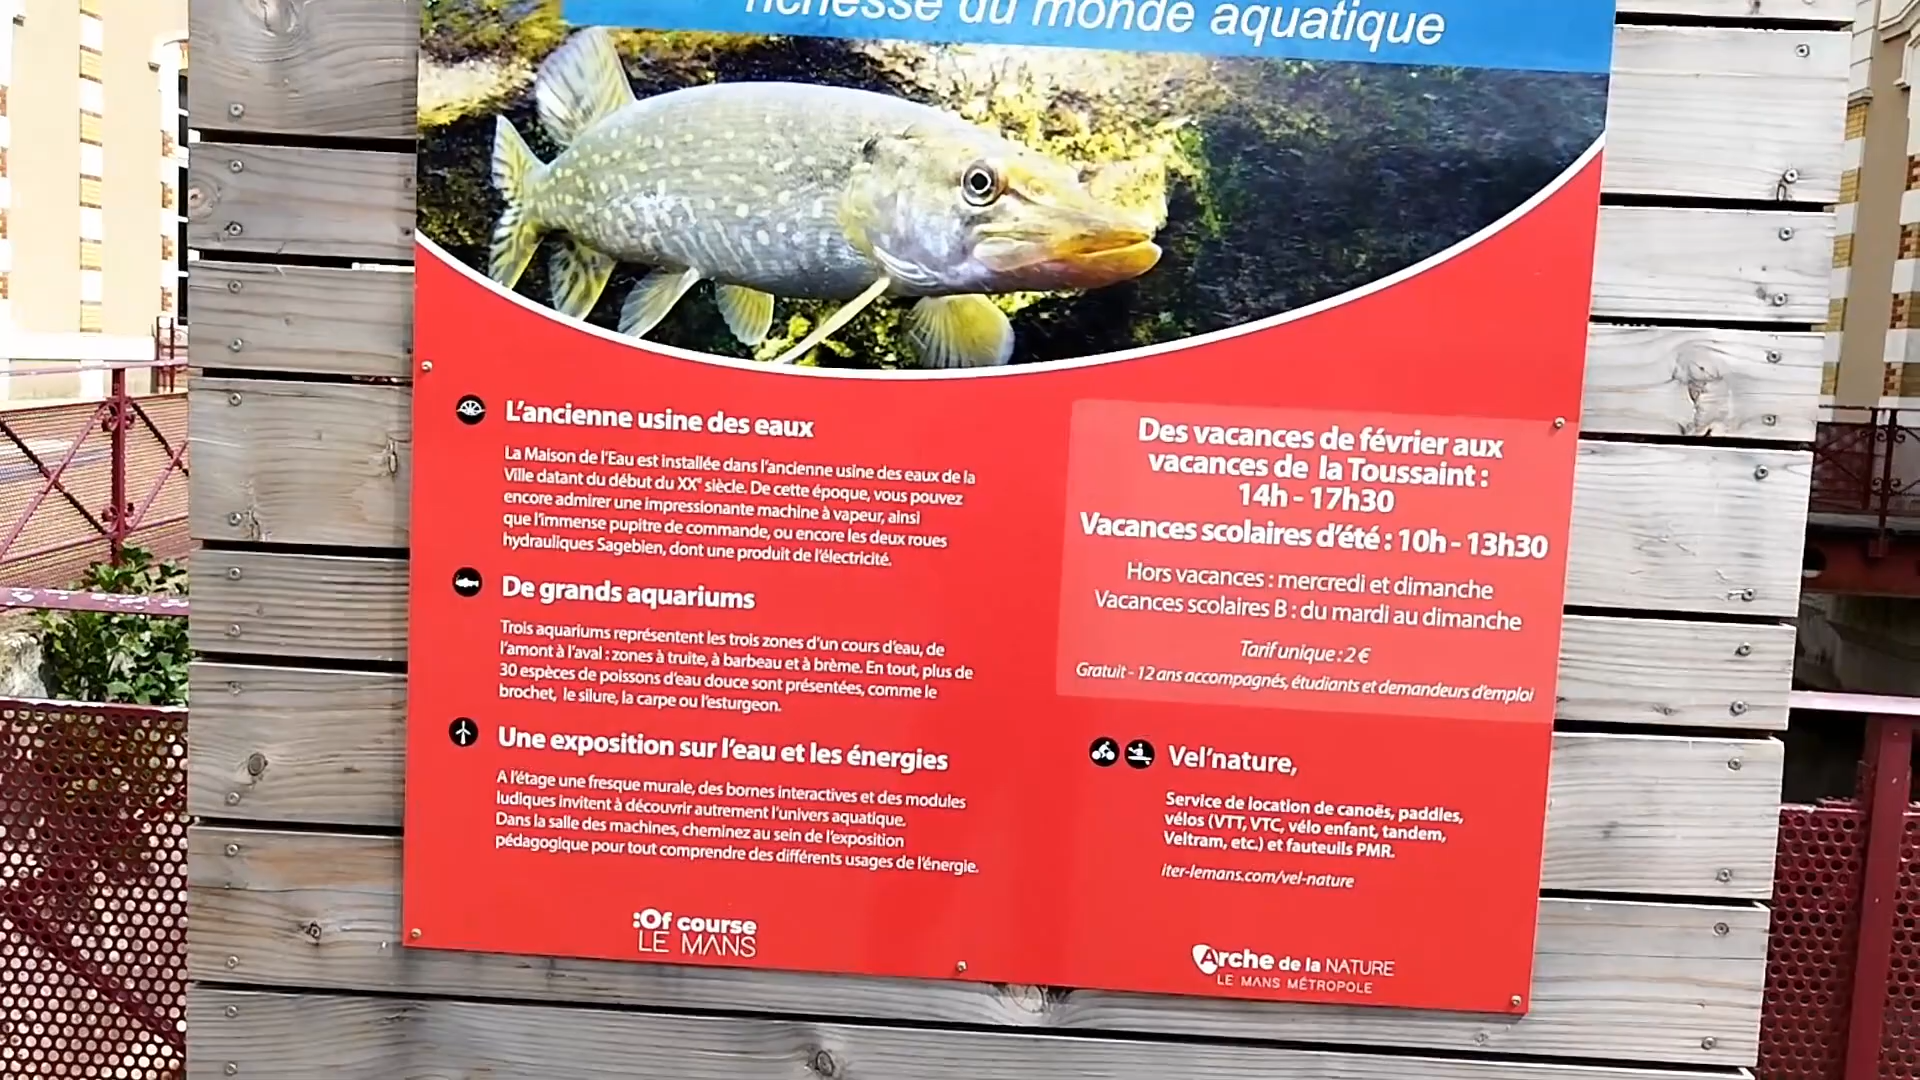 richesse du monde aquatique
L'ancienne usine des eaux
La Maison de l'Eau est installée dans l'ancienne usine des eaux de la
Ville datant du début du XXe siècle. De cette époque, vous pouvez
encore admirer une impressionante machine à vapeur, ainsi
que l'immense pupitre de commande, ou encore les deux roues
hydrauliques Sagebien, dont une produit de l'électricité.
De grands aquariums
Trois aquariums représentent les trois zones d'un cours d'eau, de
l'amont à l'aval : zones à truite, à barbeau et à brème. En tout, plus de
30 espèces de poissons d'eau douce sont présentées, comme le
brochet, le silure, la carpe ou l'esturgeon.
Une exposition sur l'eau et les énergies
A l'étage une fresque murale, des bornes interactives et des modules
ludiques invitent à découvrir autrement l'univers aquatique.
Dans la salle des machines, cheminez au sein de l'exposition
pédagogique pour tout comprendre des différents usages de l'énergie.
:Of course
LE MANS
Des vacances de février aux
vacances de la Toussaint :
14h - 17h30
Vacances scolaires d'été : 10h - 13h30
Hors vacances : mercredi et dimanche
Vacances scolaires B : du mardi au dimanche
Tarif unique : 2 €
Gratuit - 12 ans accompagnés, étudiants et demandeurs d'emploi
Vel'nature,
Service de location de canoës, paddles,
vélos (VTT, VTC, vélo enfant, tandem,
Veltram, etc.) et fauteuils PMR.
iter-lemans.com/vel-nature
Arche de la NATURE
LE MANS MÉTROPOLE